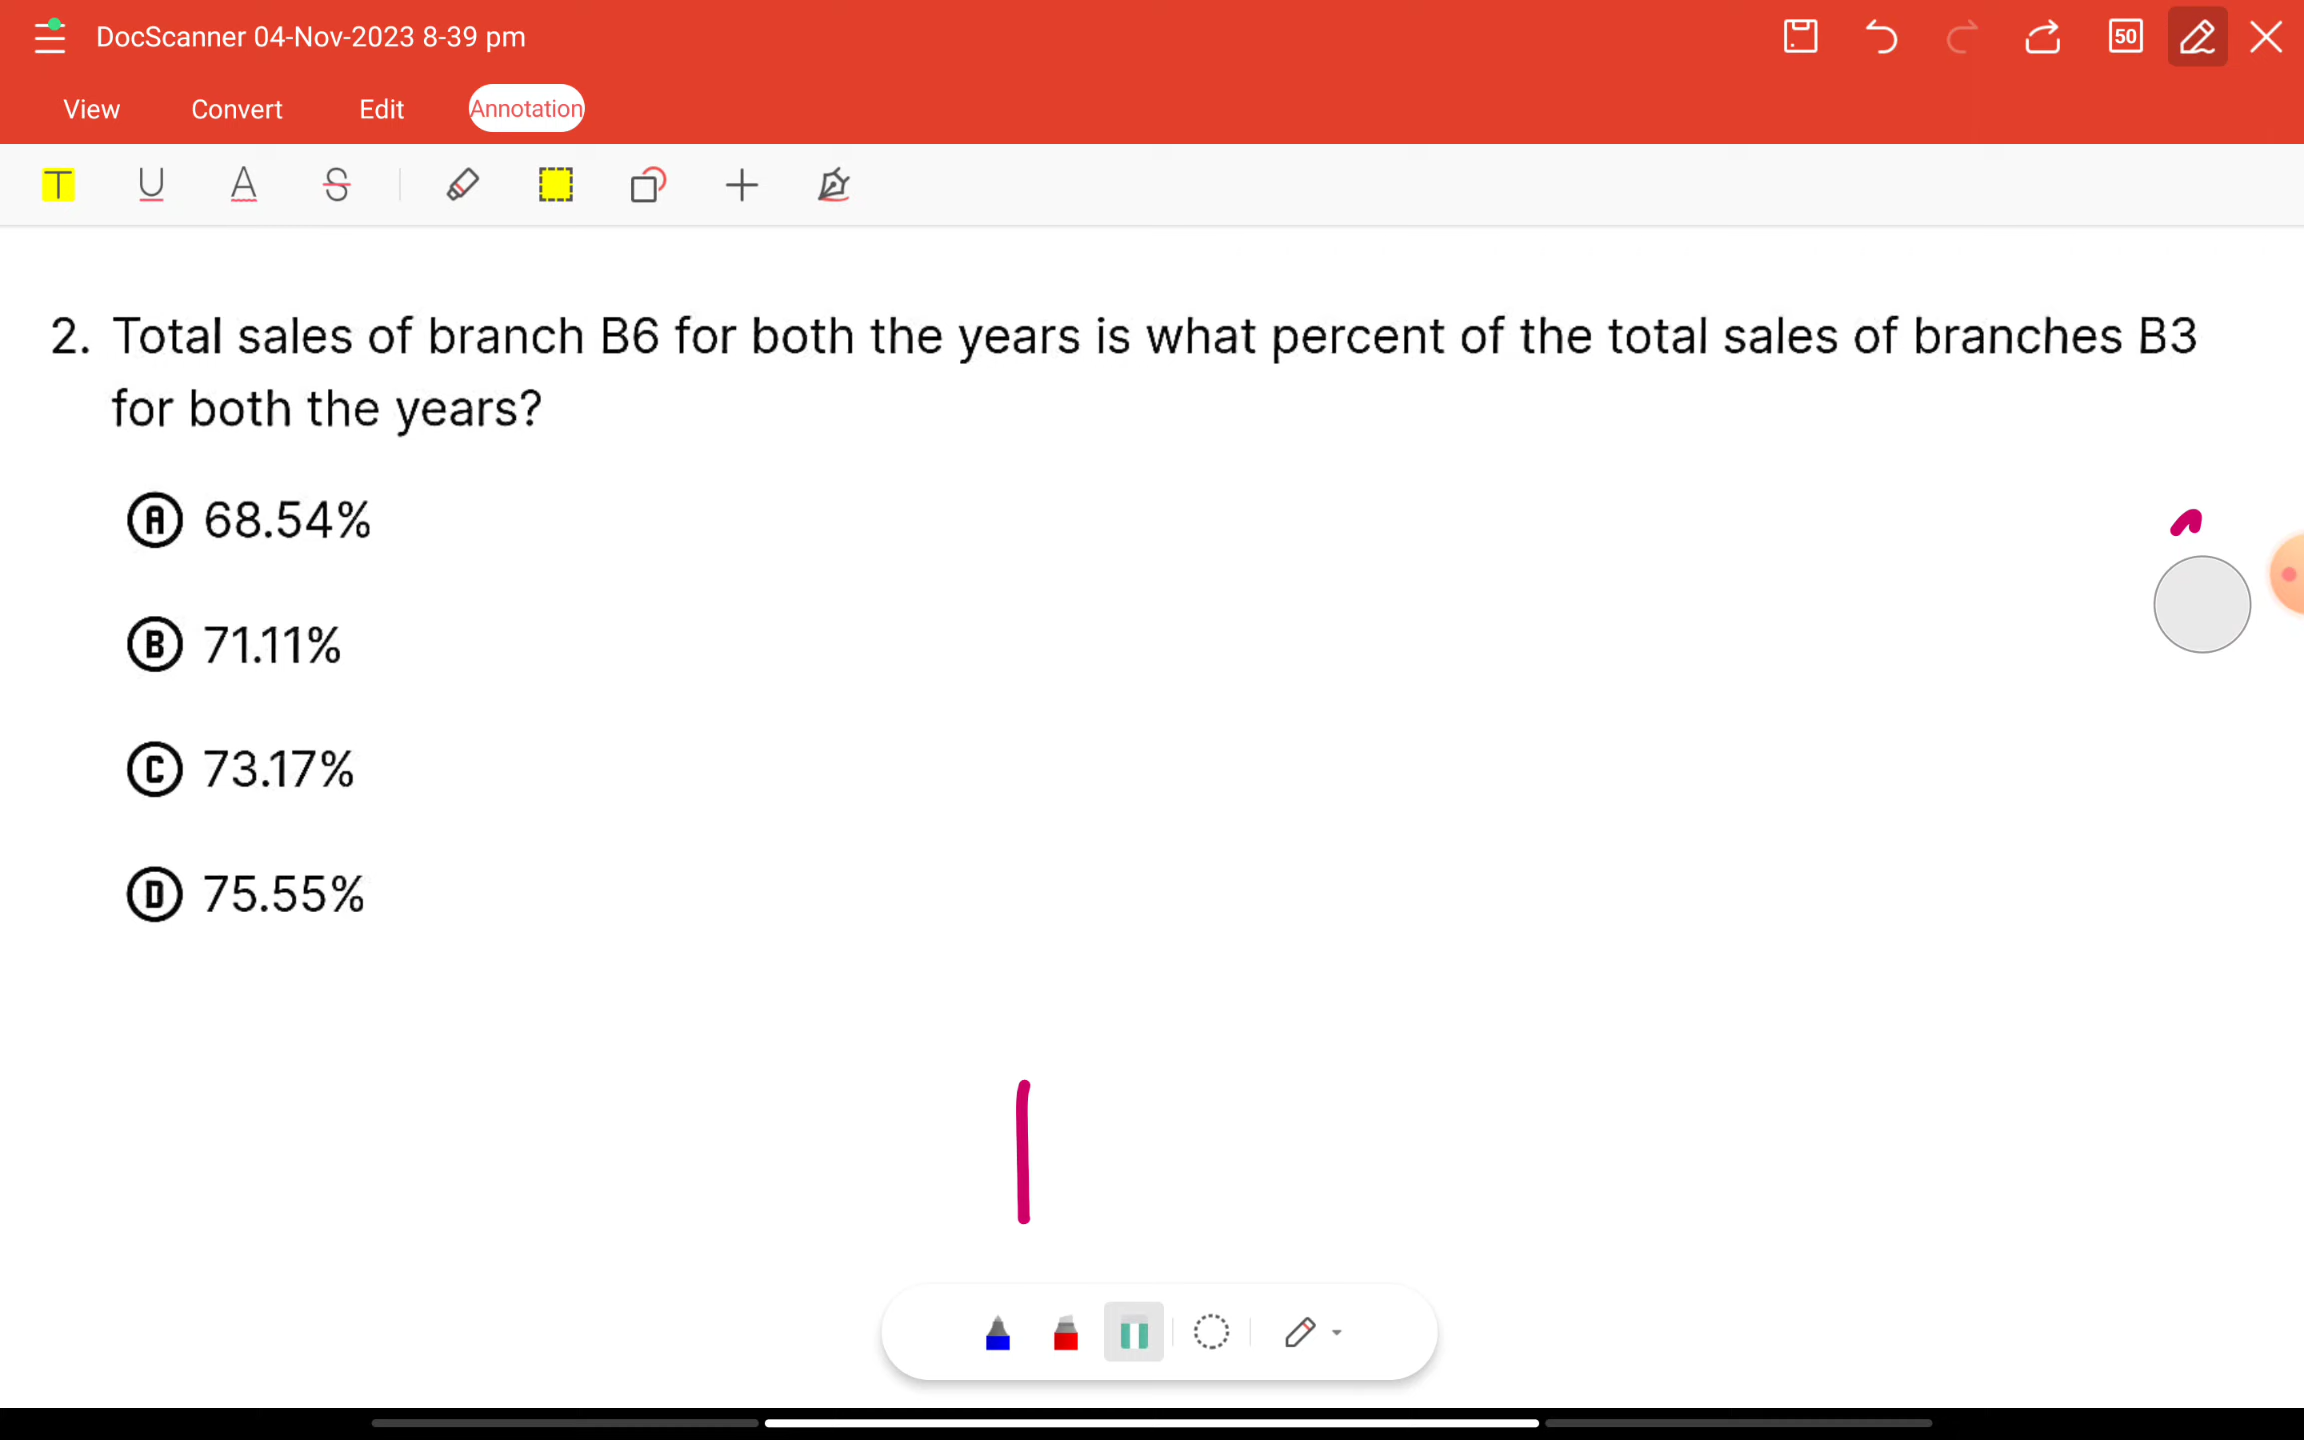 DocScanner 04-Nov-2023 8-39 pm
50
View Convert Edit Annotation
T U A S
2. Total sales of branch B6 for both the years is what percent of the total sales of branches B3
for both the years?
A 68.54%
B 71.11%
C 73.17%
D 75.55%